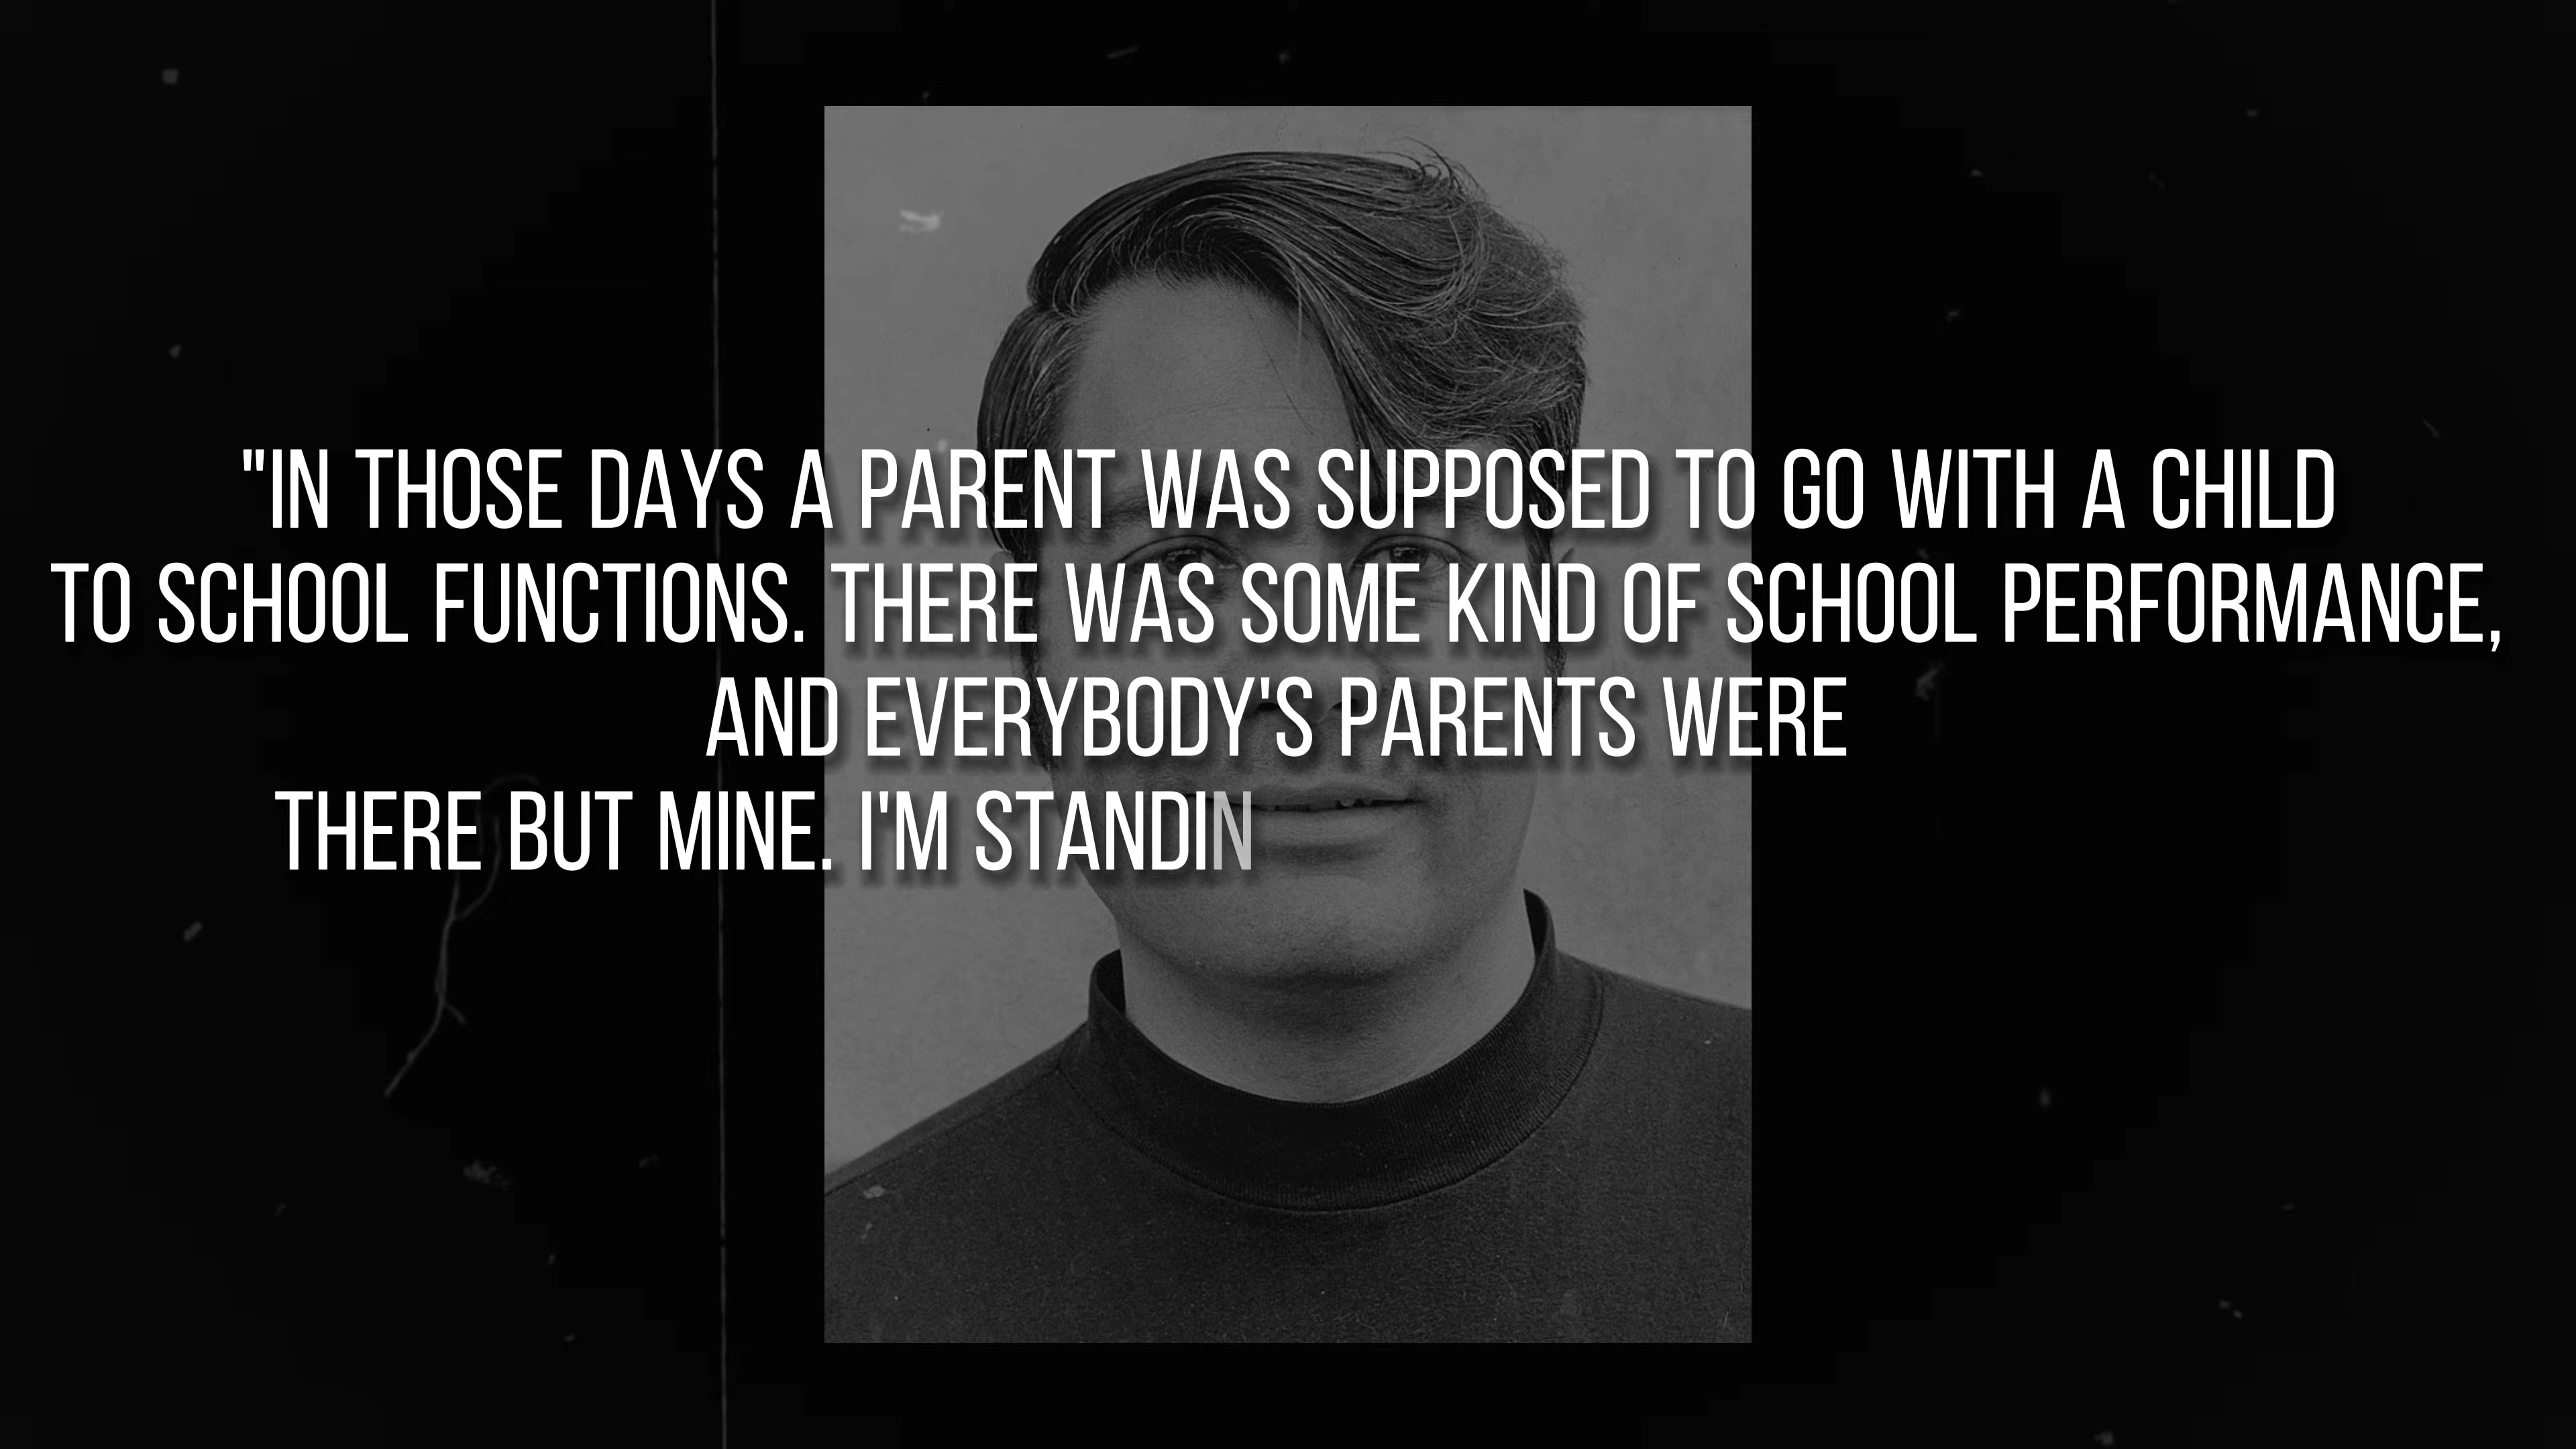 "IN THOSE DAYS A PARENT WAS SUPPOSED TO GO WITH A CHILD
TO SCHOOL FUNCTIONS. THERE WAS SOME KIND OF SCHOOL PERFORMANCE,
AND EVERYBODY'S PARENTS WERE
THERE BUT MINE. I'M STANDIN